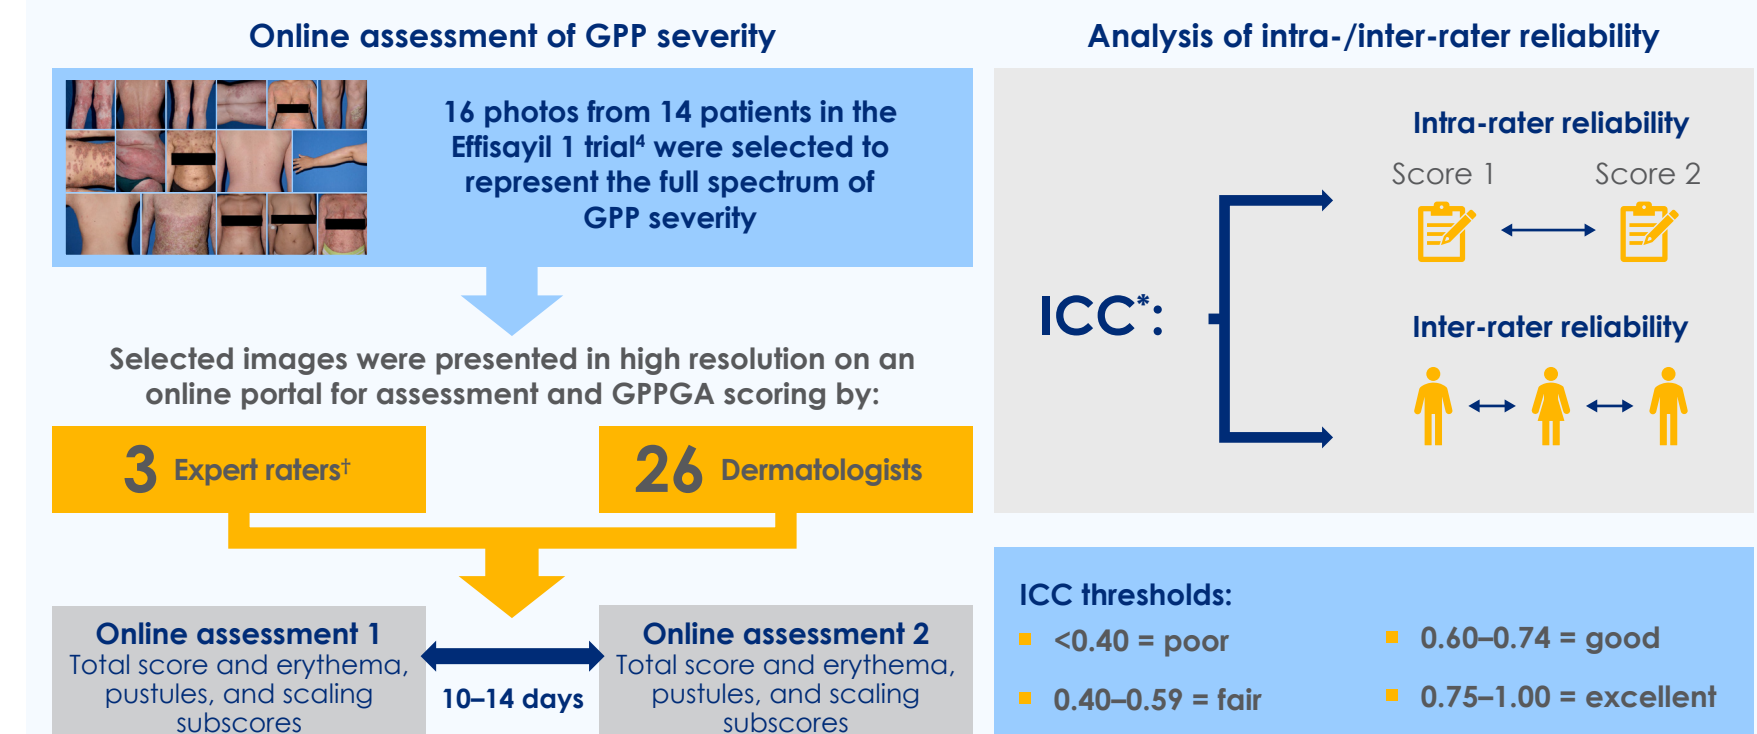 Online assessment of GPP severity
16 photos from 14 patients in the
Effisayil 1 trial⁴ were selected to
represent the full spectrum of
GPP severity
Selected images were presented in high resolution on an
online portal for assessment and GPPGA scoring by:
3 Expert raters†
26 Dermatologists
Online assessment 1
Total score and erythema,
pustules, and scaling
subscores
10–14 days
Online assessment 2
Total score and erythema,
pustules, and scaling
subscores
Analysis of intra-/inter-rater reliability
ICC*:
Intra-rater reliability
Score 1 Score 2
Inter-rater reliability
ICC thresholds:
<0.40 = poor
0.40–0.59 = fair
0.60–0.74 = good
0.75–1.00 = excellent